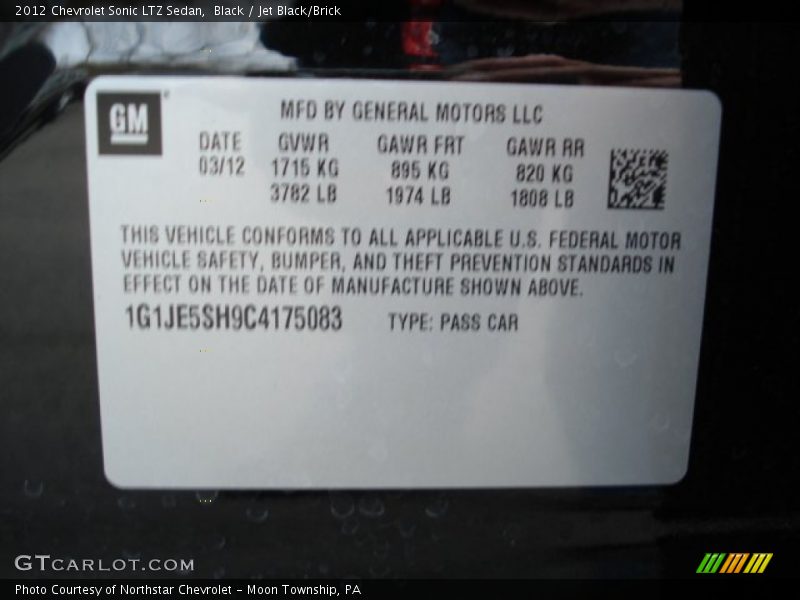 2012 Chevrolet Sonic LTZ Sedan,  Black / Jet Black/Brick
GM
MFD BY GENERAL MOTORS LLC
DATE GVWR GAWR FRT GAWR RR
03/12 1715 KG 895 KG 820 KG
3782 LB 1974 LB 1808 LB
THIS VEHICLE CONFORMS TO ALL APPLICABLE U.S. FEDERAL MOTOR
VEHICLE SAFETY, BUMPER, AND THEFT PREVENTION STANDARDS IN
EFFECT ON THE DATE OF MANUFACTURE SHOWN ABOVE.
1G1JE5SH9C4175083 TYPE: PASS CAR
GTCARLOT.COM
Photo Courtesy of Northstar Chevrolet - Moon Township, PA